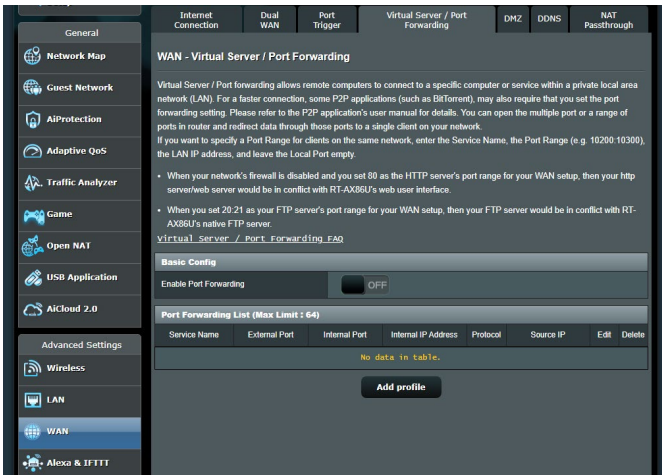 Internet Connection
Dual WAN
Port Trigger
Virtual Server / Port Forwarding
DMZ
DDNS
NAT Passthrough
General
Network Map
Guest Network
AiProtection
Adaptive QoS
Traffic Analyzer
Game
Open NAT
USB Application
AiCloud 2.0
Advanced Settings
Wireless
LAN
WAN
Alexa & IFTTT
WAN - Virtual Server / Port Forwarding
Virtual Server / Port forwarding allows remote computers to connect to a specific computer or service within a private local area
network (LAN). For a faster connection, some P2P applications (such as BitTorrent), may also require that you set the port
forwarding setting. Please refer to the P2P application's user manual for details. You can open the multiple port or a range of
ports in router and redirect data through those ports to a single client on your network.
If you want to specify a Port Range for clients on the same network, enter the Service Name, the Port Range (e.g. 10200:10300),
the LAN IP address, and leave the Local Port empty.
• When your network's firewall is disabled and you set 80 as the HTTP server's port range for your WAN setup, then your http
server/web server would be in conflict with RT-AX86U's web user interface.
• When you set 20:21 as your FTP server's port range for your WAN setup, then your FTP server would be in conflict with RT-
AX86U's native FTP server.
Virtual Server / Port Forwarding FAQ
Basic Config
Enable Port Forwarding OFF
Port Forwarding List (Max Limit : 64)
Service Name External Port Internal Port Internal IP Address Protocol Source IP Edit Delete
No data in table.
Add profile